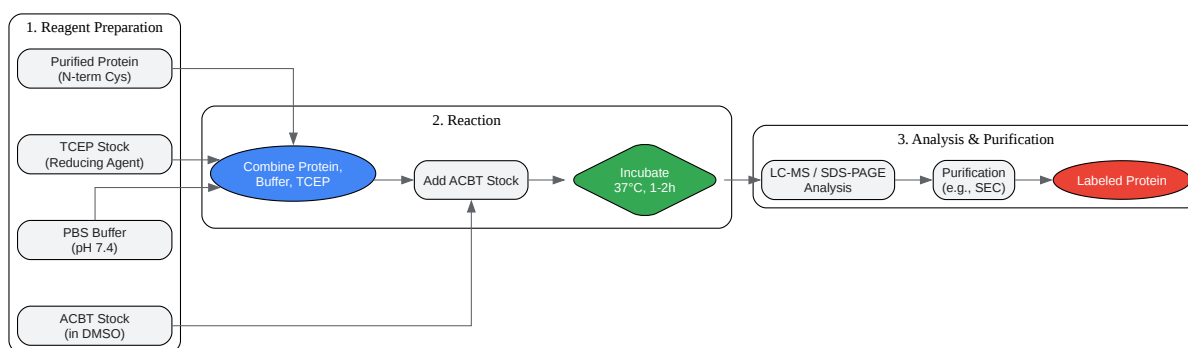 1. Reagent Preparation
Purified Protein
(N-term Cys)
TCEP Stock
(Reducing Agent)
PBS Buffer
(pH 7.4)
ACBT Stock
(in DMSO)
2. Reaction
Combine Protein,
Buffer, TCEP
Add ACBT Stock
Incubate
37°C, 1-2h
3. Analysis & Purification
LC-MS / SDS-PAGE
Analysis
Purification
(e.g., SEC)
Labeled Protein